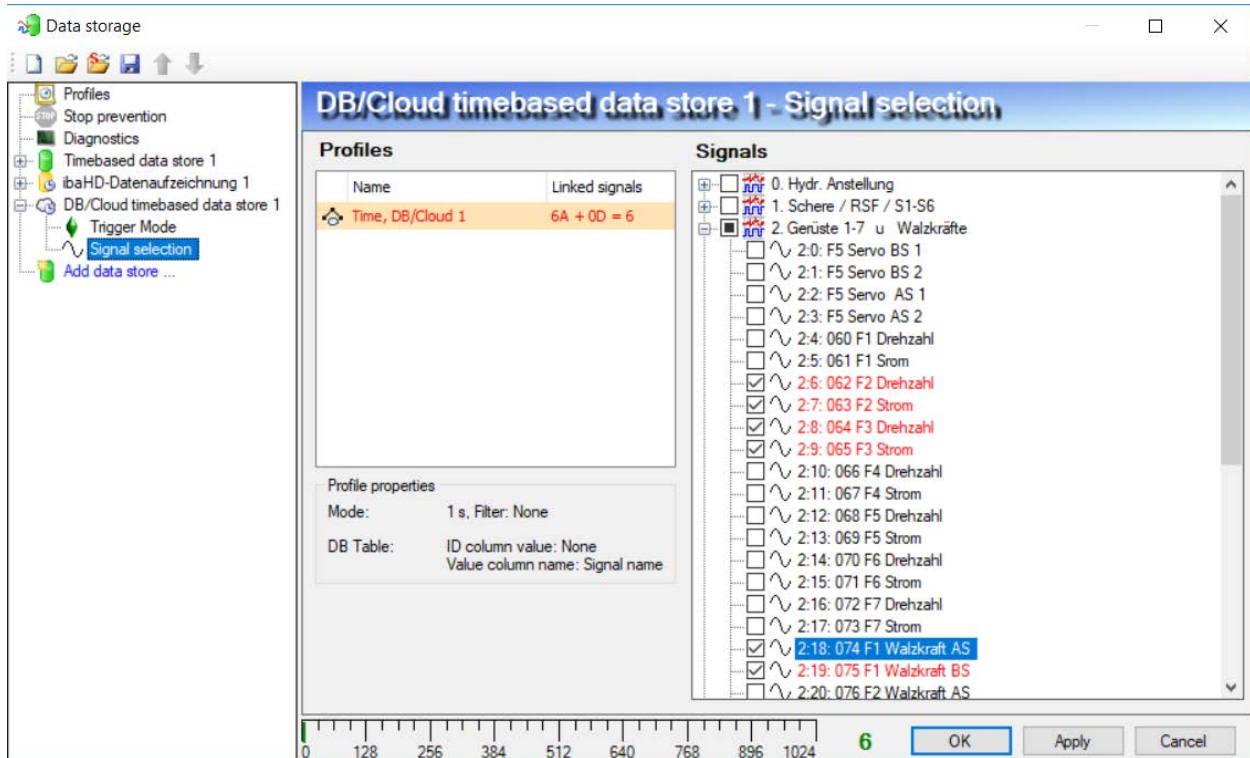 Data storage
Profiles
STOP
Stop prevention
Diagnostics
Timebased data store 1
ibaHD-Datenaufzeichnung 1
DB/Cloud timebased data store 1
Trigger Mode
Signal selection
Add data store ...
DB/Cloud timebased data store 1 - Signal selection
Profiles
Name Linked signals
Time, DB/Cloud 1 6A + 0D = 6
Profile properties
Mode: 1 s, Filter: None
DB Table: ID column value: None
Value column name: Signal name
Signals
0. Hydr. Anstellung
1. Schere / RSF / S1-S6
2. Gerüste 1-7 u Walzkräfte
2:0: F5 Servo BS 1
2:1: F5 Servo BS 2
2:2: F5 Servo AS 1
2:3: F5 Servo AS 2
2:4: 060 F1 Drehzahl
2:5: 061 F1 Srom
2:6: 062 F2 Drehzahl
2:7: 063 F2 Strom
2:8: 064 F3 Drehzahl
2:9: 065 F3 Strom
2:10: 066 F4 Drehzahl
2:11: 067 F4 Strom
2:12: 068 F5 Drehzahl
2:13: 069 F5 Strom
2:14: 070 F6 Drehzahl
2:15: 071 F6 Strom
2:16: 072 F7 Drehzahl
2:17: 073 F7 Strom
2:18: 074 F1 Walzkraft AS
2:19: 075 F1 Walzkraft BS
2:20: 076 F2 Walzkraft AS
0 128 256 384 512 640 768 896 1024
6
OK Apply Cancel